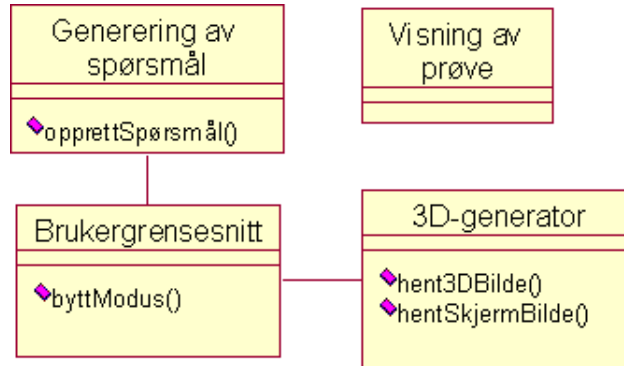 Generering av
spørsmål
opprettSpørsmål()
Visning av
prøve
Brukergrensesnitt
byttModus()
3D-generator
hent3DBilde()
hentSkjermBilde()